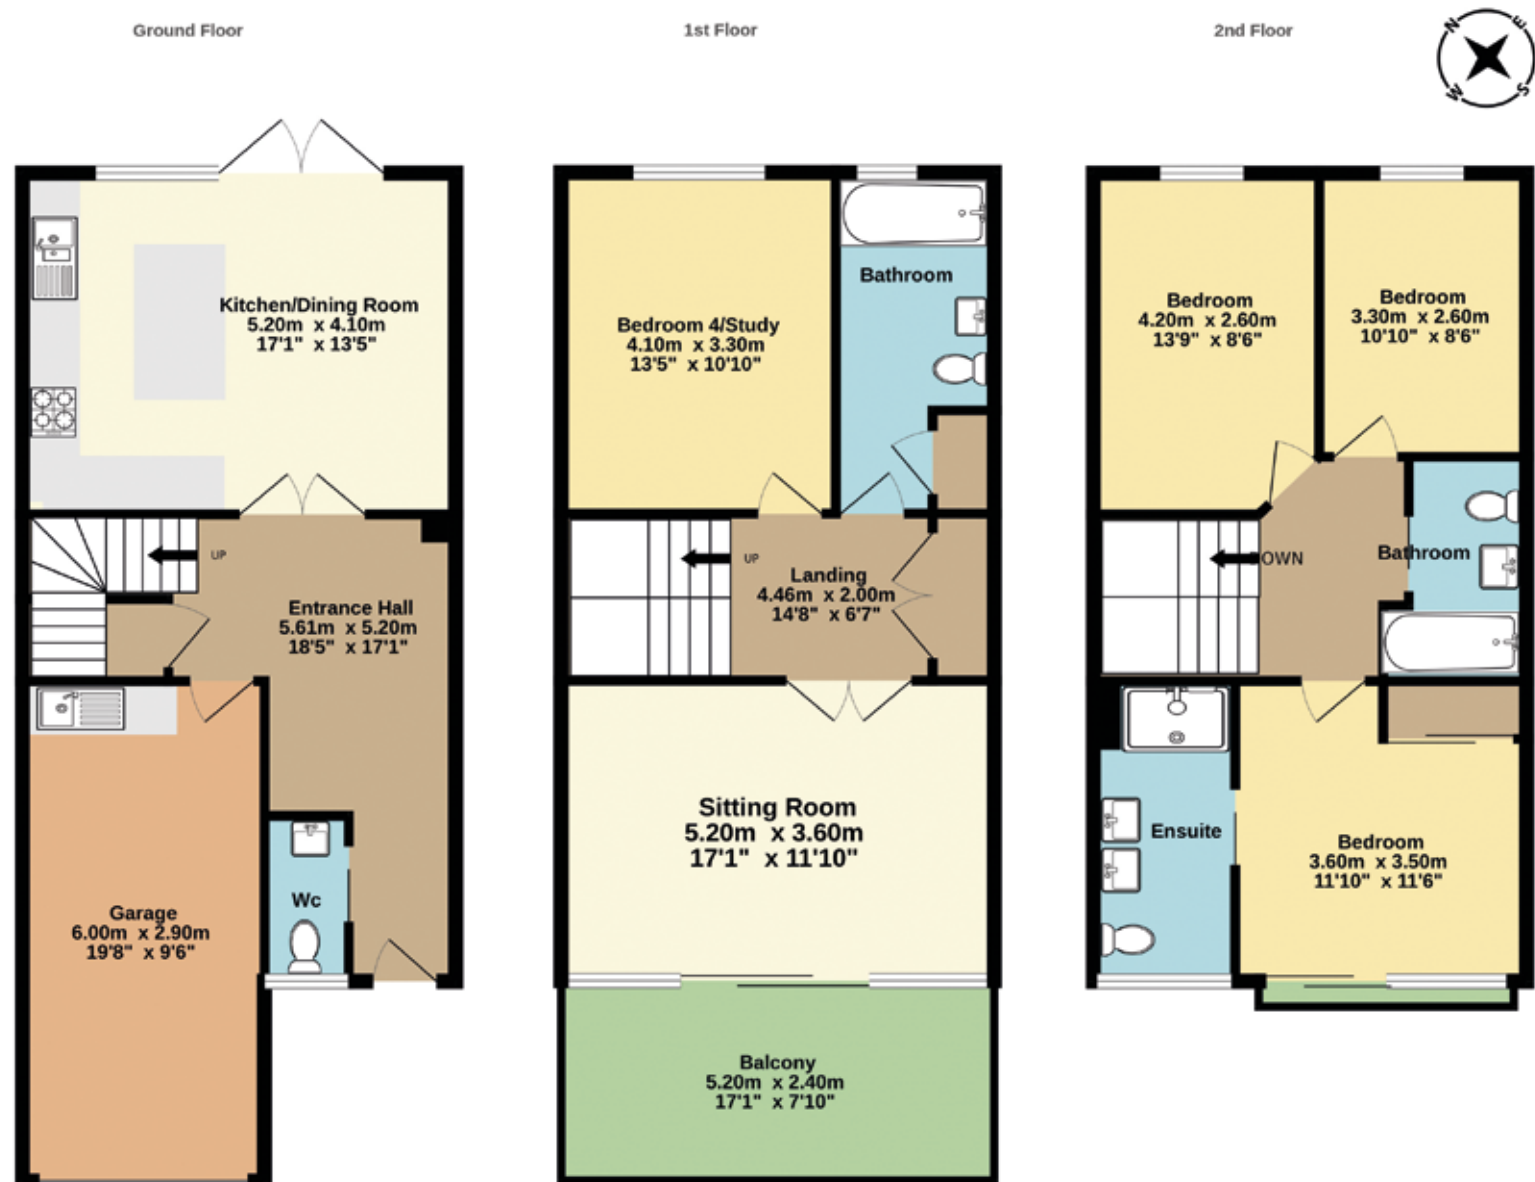 Ground Floor
1st Floor
2nd Floor
N
E
S
W
Kitchen/Dining Room
5.20m x 4.10m
17'1" x 13'5"
UP
Entrance Hall
5.61m x 5.20m
18'5" x 17'1"
Wc
Garage
6.00m x 2.90m
19'8" x 9'6"
Bedroom 4/Study
4.10m x 3.30m
13'5" x 10'10"
Bathroom
UP
Landing
4.46m x 2.00m
14'8" x 6'7"
Sitting Room
5.20m x 3.60m
17'1" x 11'10"
Balcony
5.20m x 2.40m
17'1" x 7'10"
Bedroom
4.20m x 2.60m
13'9" x 8'6"
Bedroom
3.30m x 2.60m
10'10" x 8'6"
DOWN
Bathroom
Ensuite
Bedroom
3.60m x 3.50m
11'10" x 11'6"